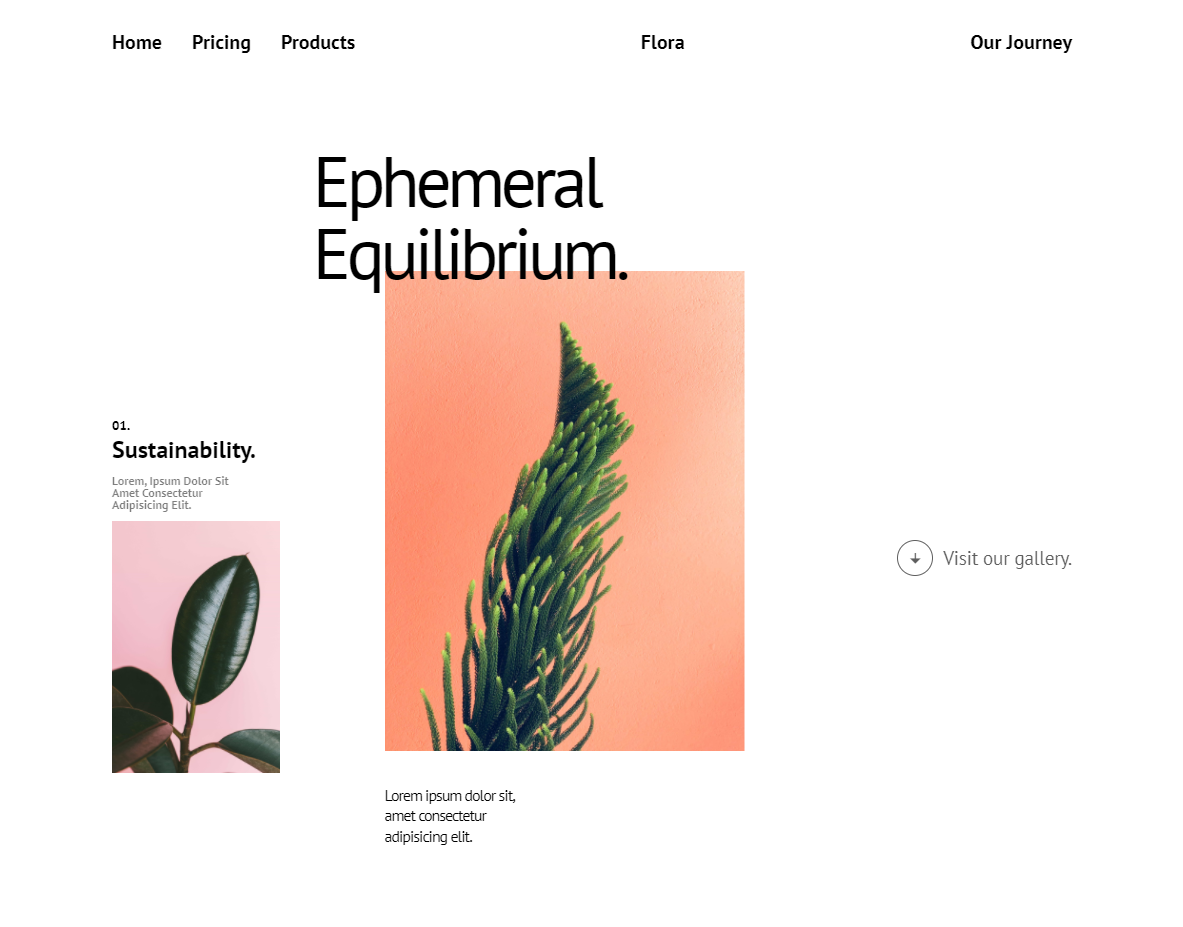 Home Pricing Products Flora Our Journey
Ephemeral
Equilibrium.
01.
Sustainability.
Lorem, Ipsum Dolor Sit
Amet Consectetur
Adipisicing Elit.
Visit our gallery.
Lorem ipsum dolor sit,
amet consectetur
adipisicing elit.